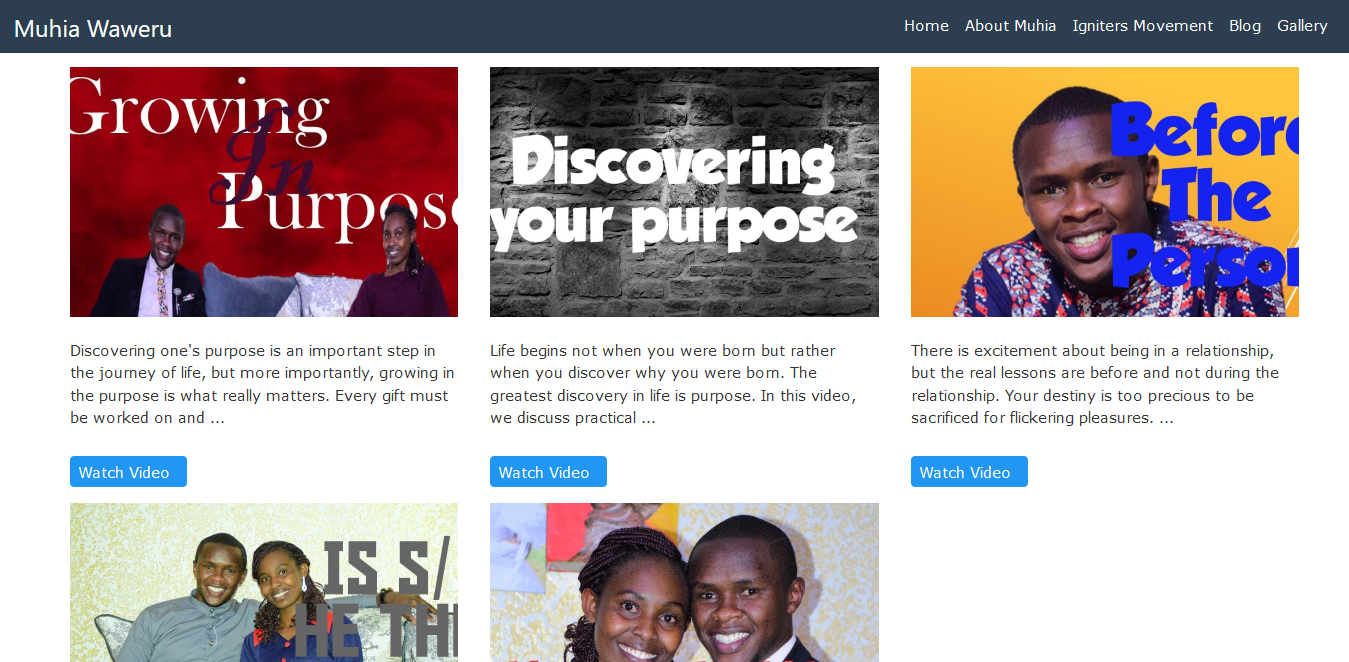 Muhia Waweru
Home About Muhia Igniters Movement Blog Gallery
Growing
In
Purpose
Discovering
your purpose
Before
The
Person
Discovering one's purpose is an important step in
the journey of life, but more importantly, growing in
the purpose is what really matters. Every gift must
be worked on and ...
Life begins not when you were born but rather
when you discover why you were born. The
greatest discovery in life is purpose. In this video,
we discuss practical ...
There is excitement about being in a relationship,
but the real lessons are before and not during the
relationship. Your destiny is too precious to be
sacrificed for flickering pleasures. ...
Watch Video
Watch Video
Watch Video
IS S/
HE TH